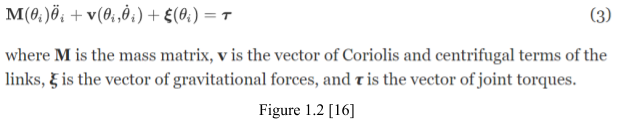 M(θᵢ)θ̈ᵢ + v(θᵢ,θ̇ᵢ) + ξ(θᵢ) = τ (3)
where M is the mass matrix, v is the vector of Coriolis and centrifugal terms of the
links, ξ is the vector of gravitational forces, and τ is the vector of joint torques.
Figure 1.2 [16]